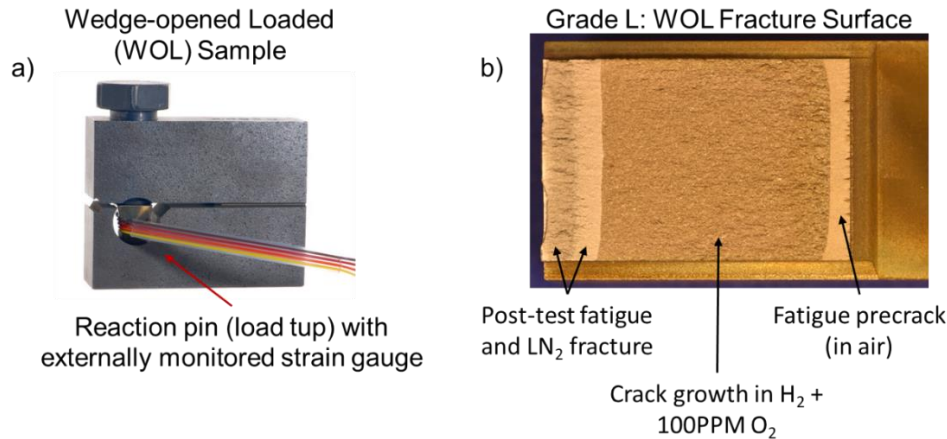 Wedge-opened Loaded
(WOL) Sample
a)
Reaction pin (load tup) with
externally monitored strain gauge
Grade L: WOL Fracture Surface
b)
Post-test fatigue
and LN₂ fracture
Fatigue precrack
(in air)
Crack growth in H₂ +
100PPM O₂